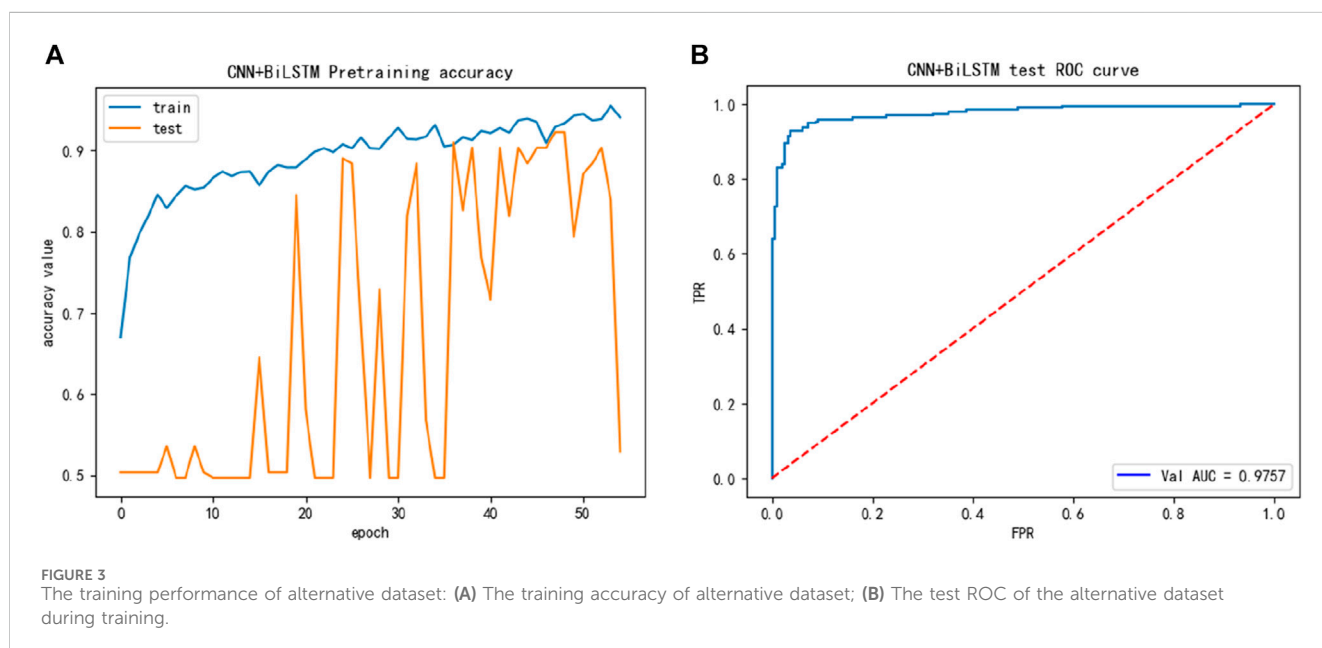 A
CNN+BiLSTM Pretraining accuracy
train
test
0.9
0.8
0.7
0.6
0.5
accuracy value
0 10 20 30 40 50
epoch
B
CNN+BiLSTM test ROC curve
1.0
0.8
0.6
0.4
0.2
0.0
TPR
Val AUC = 0.9757
0.0 0.2 0.4 0.6 0.8 1.0
FPR
FIGURE 3
The training performance of alternative dataset: (A) The training accuracy of alternative dataset; (B) The test ROC of the alternative dataset
during training.